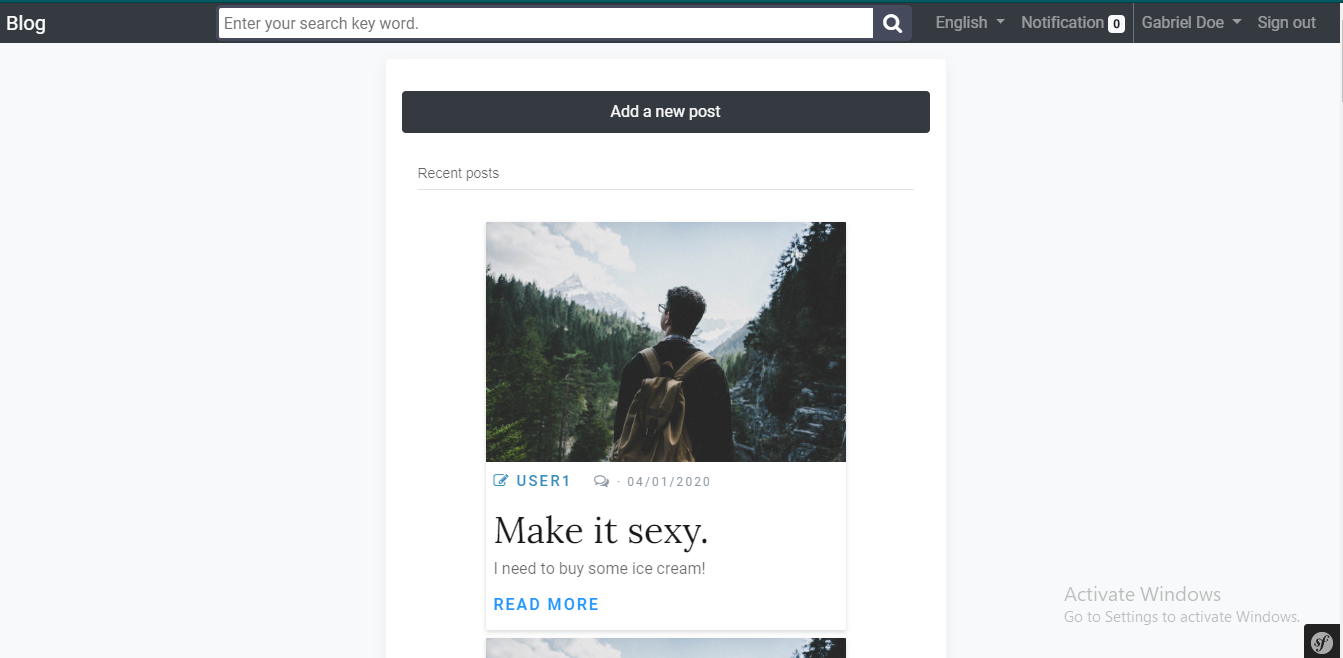 Blog
Enter your search key word.
English
Notification 0
Gabriel Doe
Sign out
Add a new post
Recent posts
USER1 · 04/01/2020
Make it sexy.
I need to buy some ice cream!
READ MORE
Activate Windows
Go to Settings to activate Windows.
sf